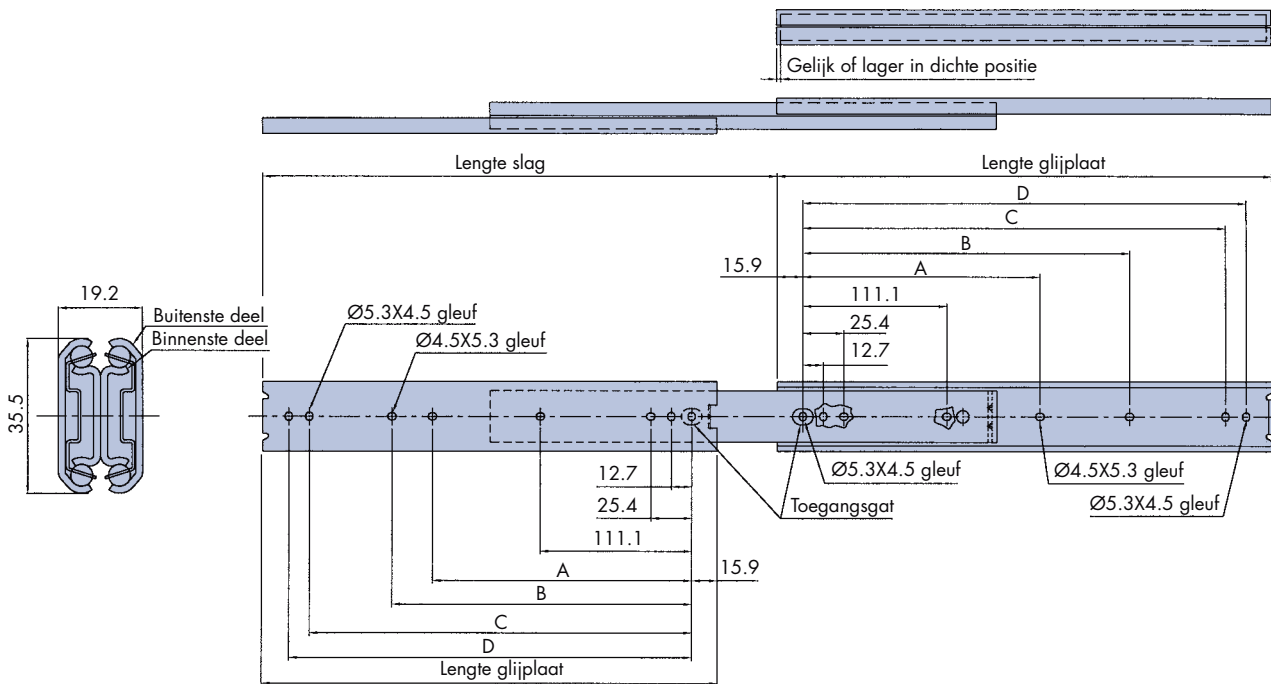 Gelijk of lager in dichte positie
Lengte slag
Lengte glijplaat
D
C
B
15.9
A
111.1
25.4
12.7
19.2
Buitenste deel
Binnenste deel
35.5
Ø5.3X4.5 gleuf
Ø4.5X5.3 gleuf
Ø5.3X4.5 gleuf
Ø4.5X5.3 gleuf
Ø5.3X4.5 gleuf
Toegangsgat
12.7
25.4
111.1
A
15.9
B
C
D
Lengte glijplaat